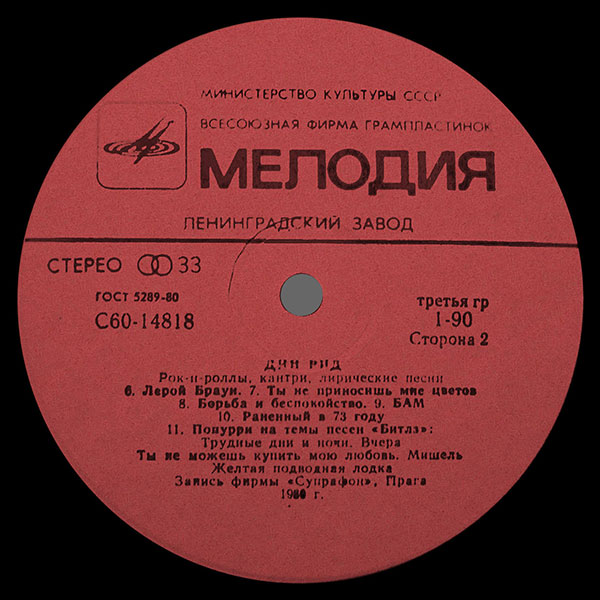 МИНИСТЕРСТВО КУЛЬТУРЫ СССР
ВСЕСОЮЗНАЯ ФИРМА ГРАМПЛАСТИНОК
МЕЛОДИЯ
ЛЕНИНГРАДСКИЙ ЗАВОД
СТЕРЕО 33
ГОСТ 5289-80
С60-14818
третья гр
1-90
Сторона 2
ДИН РИД
Рок-н-роллы, кантри, лирические песни
6. Лерой Браун. 7. Ты не приносишь мне цветов
8. Борьба и беспокойство. 9. БАМ
10. Раненный в 73 году
11. Попурри на темы песен «Битлз»:
Трудные дни и ночи. Вчера
Ты не можешь купить мою любовь. Мишель
Желтая подводная лодка
Запись фирмы «Супрафон», Прага
1980 г.